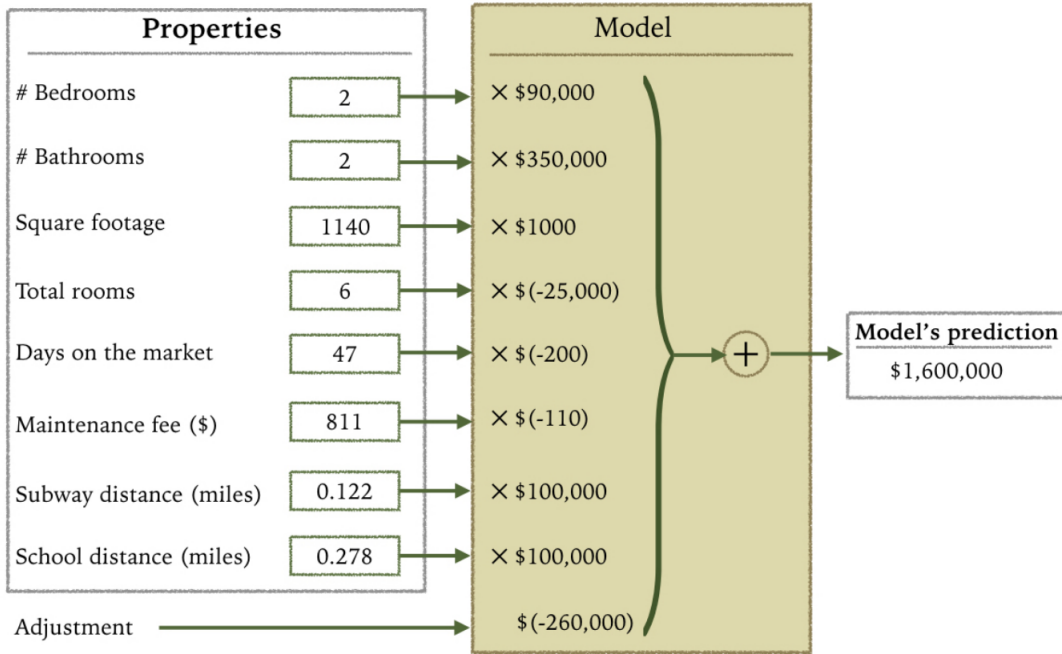 Properties
Model
# Bedrooms 2 × $90,000
# Bathrooms 2 × $350,000
Square footage 1140 × $1000
Total rooms 6 × $(-25,000)
Days on the market 47 × $(-200)
+
Model's prediction
$1,600,000
Maintenance fee ($) 811 × $(-110)
Subway distance (miles) 0.122 × $100,000
School distance (miles) 0.278 × $100,000
Adjustment $(-260,000)